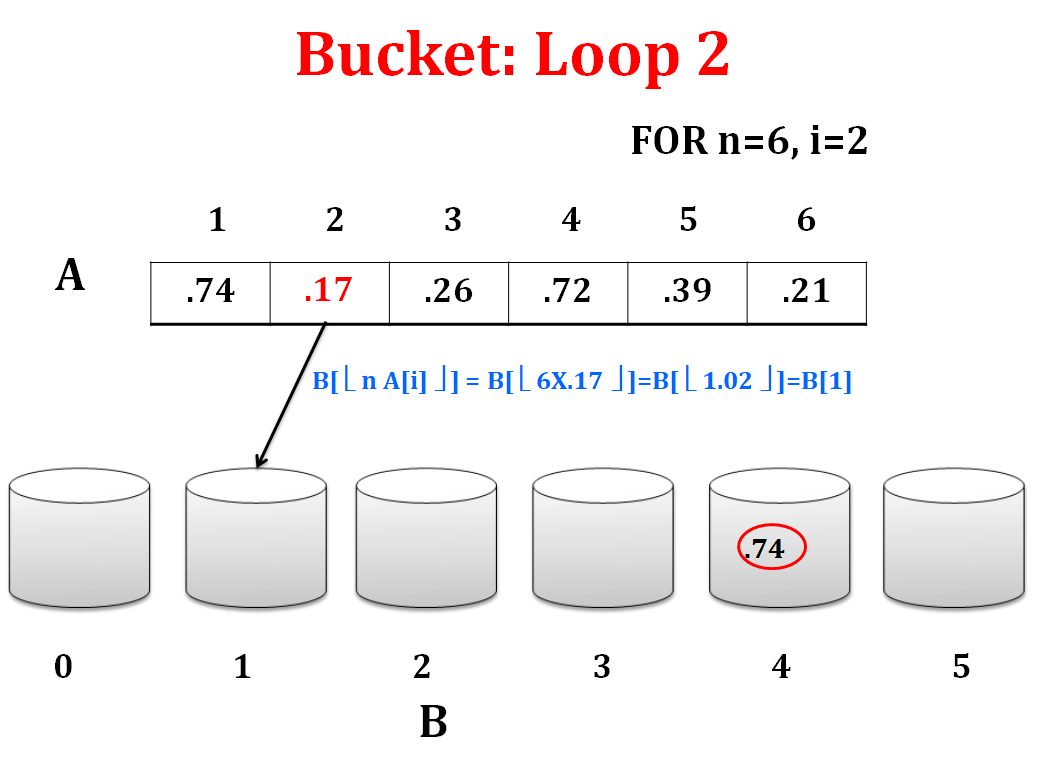 Bucket: Loop 2
FOR n=6, i=2
1 2 3 4 5 6
A
.74 .17 .26 .72 .39 .21
B[⌊ n A[i] ⌋] = B[⌊ 6X.17 ⌋]=B[⌊ 1.02 ⌋]=B[1]
.74
0 1 2 3 4 5
B